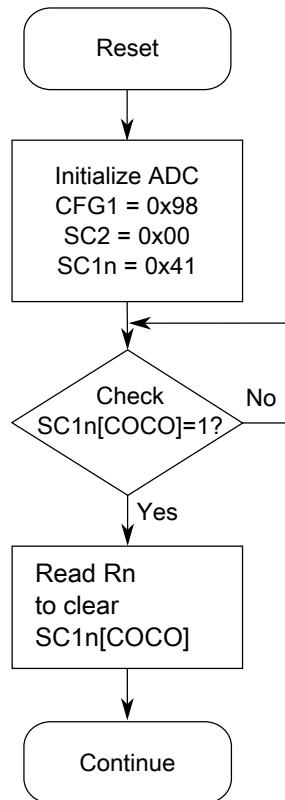 Reset
Initialize ADC
CFG1 = 0x98
SC2 = 0x00
SC1n = 0x41
Check
SC1n[COCO]=1?
No
Yes
Read Rn
to clear
SC1n[COCO]
Continue